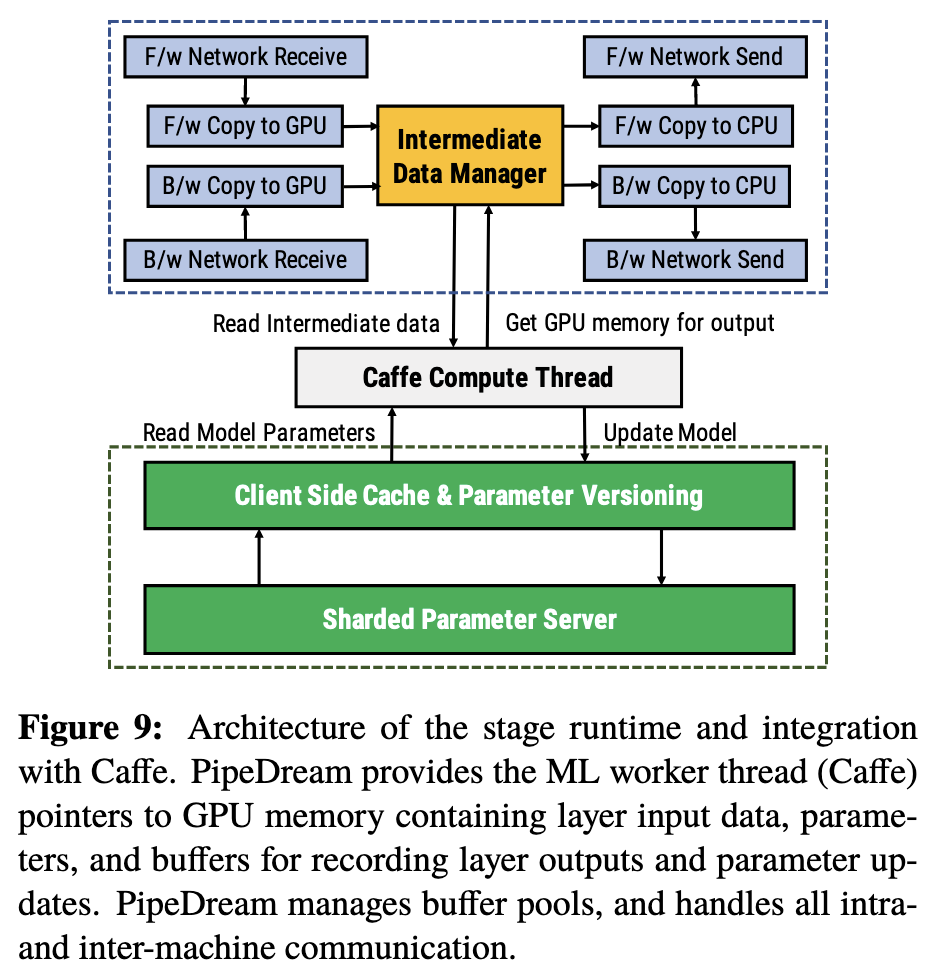 F/w Network Receive
F/w Network Send
F/w Copy to GPU
F/w Copy to CPU
Intermediate
Data Manager
B/w Copy to GPU
B/w Copy to CPU
B/w Network Receive
B/w Network Send
Read Intermediate data
Get GPU memory for output
Caffe Compute Thread
Read Model Parameters
Update Model
Client Side Cache & Parameter Versioning
Sharded Parameter Server
Figure 9: Architecture of the stage runtime and integration
with Caffe. PipeDream provides the ML worker thread (Caffe)
pointers to GPU memory containing layer input data, parame-
ters, and buffers for recording layer outputs and parameter up-
dates. PipeDream manages buffer pools, and handles all intra-
and inter-machine communication.